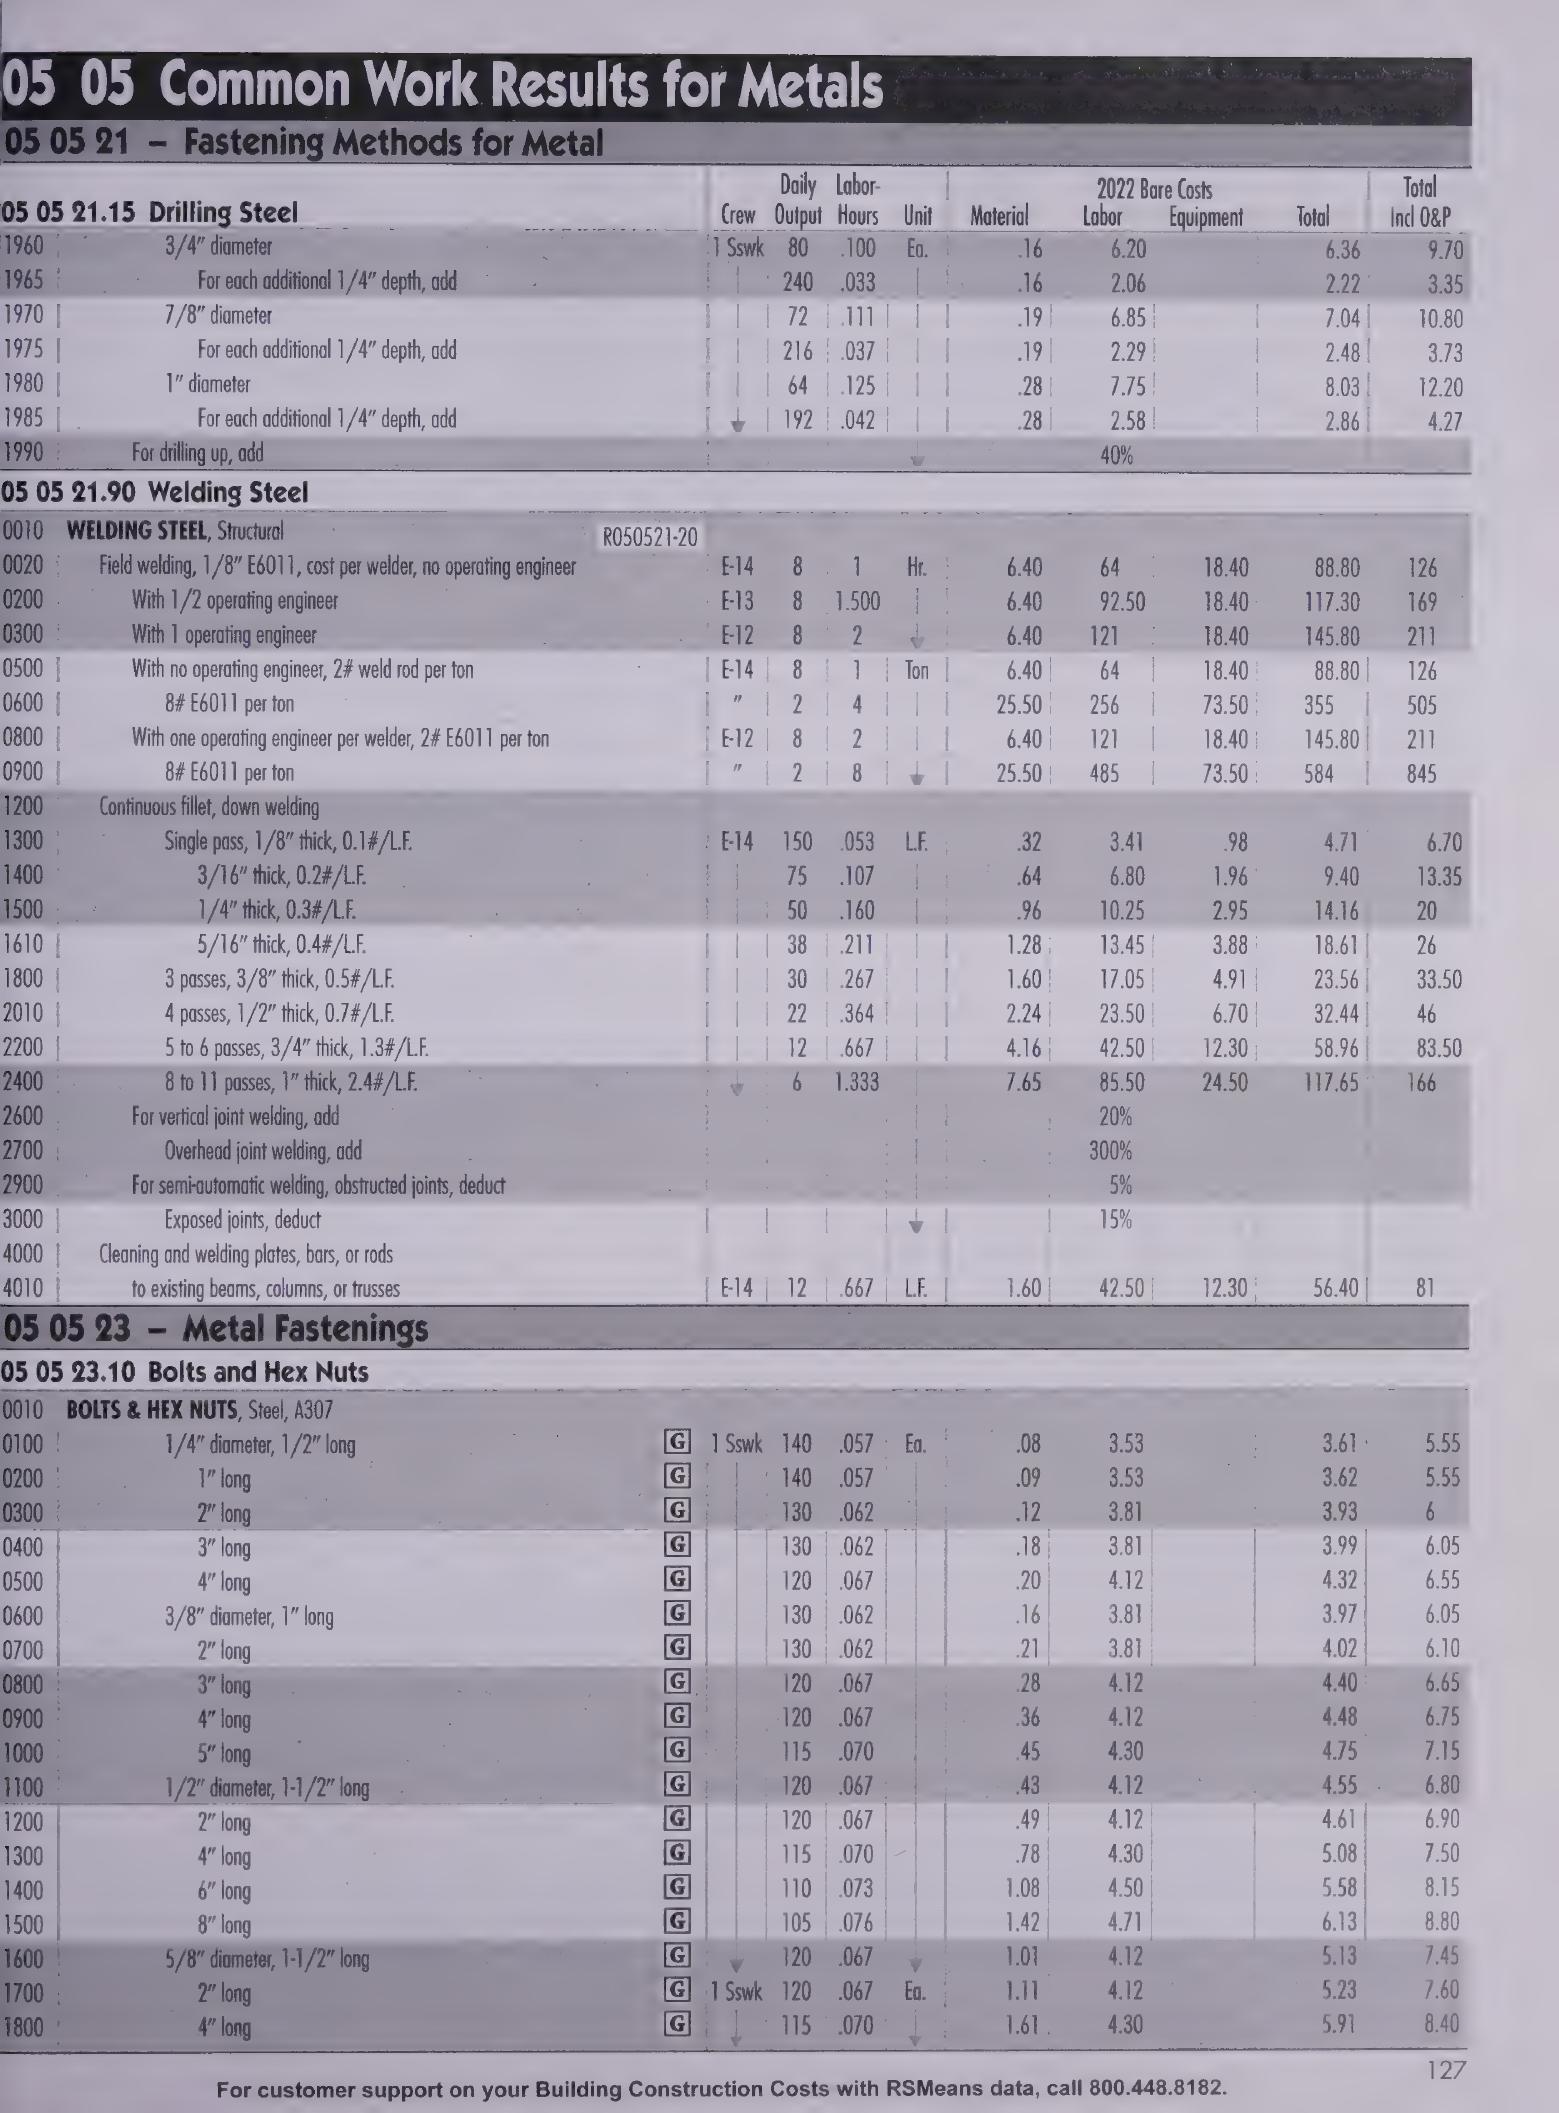 05 05 Common Work Results for Metals
05 05 21 – Fastening Methods for Metal
Daily Labor- 2022 Bare Costs Total
05 05 21.15 Drilling Steel Crew Output Hours Unit Material Labor Equipment Total Incl O&P
1960 3/4" diameter 1 Sswk 80 .100 Ea. .16 6.20 6.36 9.70
1965 For each additional 1/4" depth, add 240 .033 .16 2.06 2.22 3.35
1970 7/8" diameter 72 .111 .19 6.85 7.04 10.80
1975 For each additional 1/4" depth, add 216 .037 .19 2.29 2.48 3.73
1980 1" diameter 64 .125 .28 7.75 8.03 12.20
1985 For each additional 1/4" depth, add 192 .042 .28 2.58 2.86 4.27
1990 For drilling up, add 40%
05 05 21.90 Welding Steel
0010 WELDING STEEL, Structural R050521-20
0020 Field welding, 1/8" E6011, cost per welder, no operating engineer E-14 8 1 Hr. 6.40 64 18.40 88.80 126
0200 With 1/2 operating engineer E-13 8 1.500 6.40 92.50 18.40 117.30 169
0300 With 1 operating engineer E-12 8 2 6.40 121 18.40 145.80 211
0500 With no operating engineer, 2# weld rod per ton E-14 8 1 Ton 6.40 64 18.40 88.80 126
0600 8# E6011 per ton " 2 4 25.50 256 73.50 355 505
0800 With one operating engineer per welder, 2# E6011 per ton E-12 8 2 6.40 121 18.40 145.80 211
0900 8# E6011 per ton " 2 8 25.50 485 73.50 584 845
1200 Continuous fillet, down welding
1300 Single pass, 1/8" thick, 0.1#/L.F. E-14 150 .053 L.F. .32 3.41 .98 4.71 6.70
1400 3/16" thick, 0.2#/L.F. 75 .107 .64 6.80 1.96 9.40 13.35
1500 1/4" thick, 0.3#/L.F. 50 .160 .96 10.25 2.95 14.16 20
1610 5/16" thick, 0.4#/L.F. 38 .211 1.28 13.45 3.88 18.61 26
1800 3 passes, 3/8" thick, 0.5#/L.F. 30 .267 1.60 17.05 4.91 23.56 33.50
2010 4 passes, 1/2" thick, 0.7#/L.F. 22 .364 2.24 23.50 6.70 32.44 46
2200 5 to 6 passes, 3/4" thick, 1.3#/L.F. 12 .667 4.16 42.50 12.30 58.96 83.50
2400 8 to 11 passes, 1" thick, 2.4#/L.F. 6 1.333 7.65 85.50 24.50 117.65 166
2600 For vertical joint welding, add 20%
2700 Overhead joint welding, add 300%
2900 For semi-automatic welding, obstructed joints, deduct 5%
3000 Exposed joints, deduct 15%
4000 Cleaning and welding plates, bars, or rods
4010 to existing beams, columns, or trusses E-14 12 .667 L.F. 1.60 42.50 12.30 56.40 81
05 05 23 – Metal Fastenings
05 05 23.10 Bolts and Hex Nuts
0010 BOLTS & HEX NUTS, Steel, A307
0100 1/4" diameter, 1/2" long G 1 Sswk 140 .057 Ea. .08 3.53 3.61 5.55
0200 1" long G 140 .057 .09 3.53 3.62 5.55
0300 2" long G 130 .062 .12 3.81 3.93 6
0400 3" long G 130 .062 .18 3.81 3.99 6.05
0500 4" long G 120 .067 .20 4.12 4.32 6.55
0600 3/8" diameter, 1" long G 130 .062 .16 3.81 3.97 6.05
0700 2" long G 130 .062 .21 3.81 4.02 6.10
0800 3" long G 120 .067 .28 4.12 4.40 6.65
0900 4" long G 120 .067 .36 4.12 4.48 6.75
1000 5" long G 115 .070 .45 4.30 4.75 7.15
1100 1/2" diameter, 1-1/2" long G 120 .067 .43 4.12 4.55 6.80
1200 2" long G 120 .067 .49 4.12 4.61 6.90
1300 4" long G 115 .070 .78 4.30 5.08 7.50
1400 6" long G 110 .073 1.08 4.50 5.58 8.15
1500 8" long G 105 .076 1.42 4.71 6.13 8.80
1600 5/8" diameter, 1-1/2" long G 120 .067 1.01 4.12 5.13 7.45
1700 2" long G 1 Sswk 120 .067 Ea. 1.11 4.12 5.23 7.60
1800 4" long G 115 .070 1.61 4.30 5.91 8.40
127
For customer support on your Building Construction Costs with RSMeans data, call 800.448.8182.